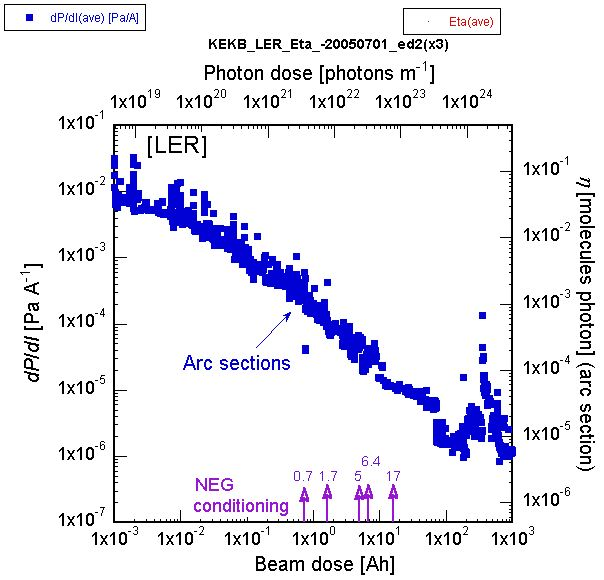 dP/dI(ave) [Pa/A]
Eta(ave)
KEKB_LER_Eta_-20050701_ed2(x3)
Photon dose [photons m⁻¹]
1x10¹⁹ 1x10²⁰ 1x10²¹ 1x10²² 1x10²³ 1x10²⁴
[LER]
1x10⁻¹
1x10⁻²
1x10⁻³
1x10⁻⁴
1x10⁻⁵
1x10⁻⁶
1x10⁻⁷
dP/dI [Pa A⁻¹]
1x10⁻¹
1x10⁻²
1x10⁻³
1x10⁻⁴
1x10⁻⁵
1x10⁻⁶
η [molecules photon] (arc section)
Arc sections
NEG
conditioning
0.7 1.7 5 6.4 17
1x10⁻³ 1x10⁻² 1x10⁻¹ 1x10⁰ 1x10¹ 1x10² 1x10³
Beam dose [Ah]